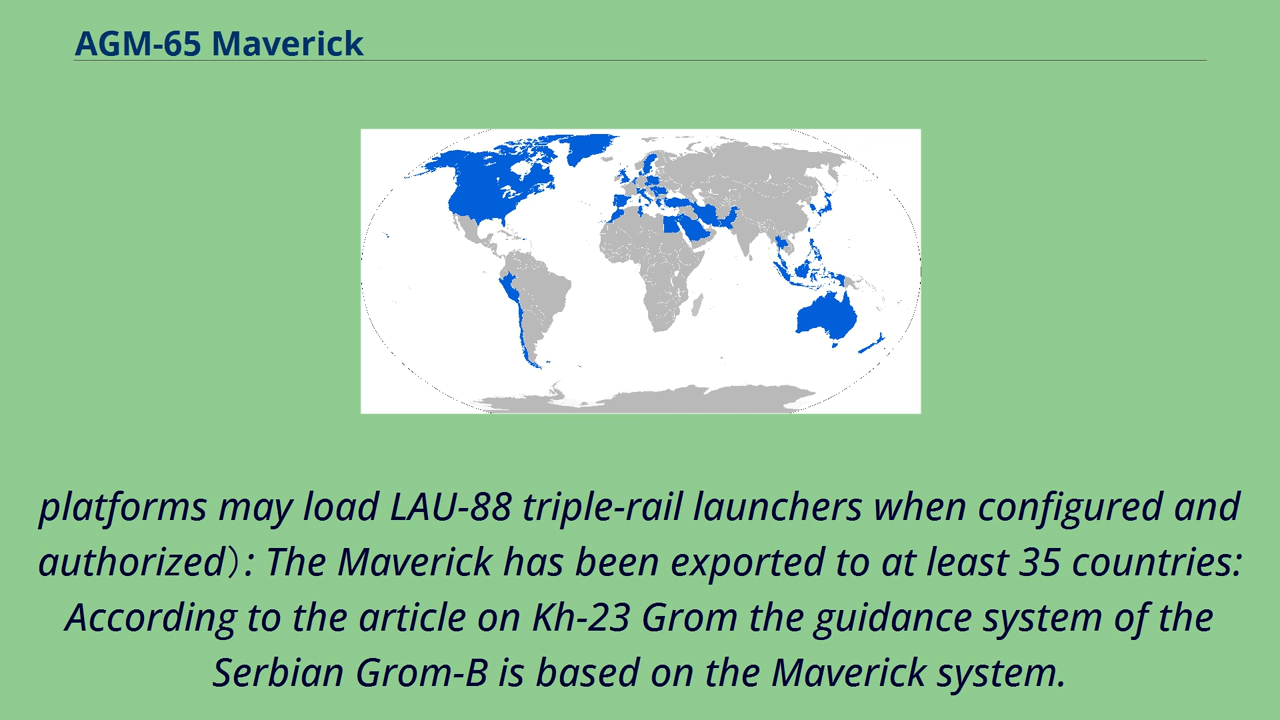 AGM-65 Maverick
platforms may load LAU-88 triple-rail launchers when configured and
authorized）: The Maverick has been exported to at least 35 countries:
According to the article on Kh-23 Grom the guidance system of the
Serbian Grom-B is based on the Maverick system.